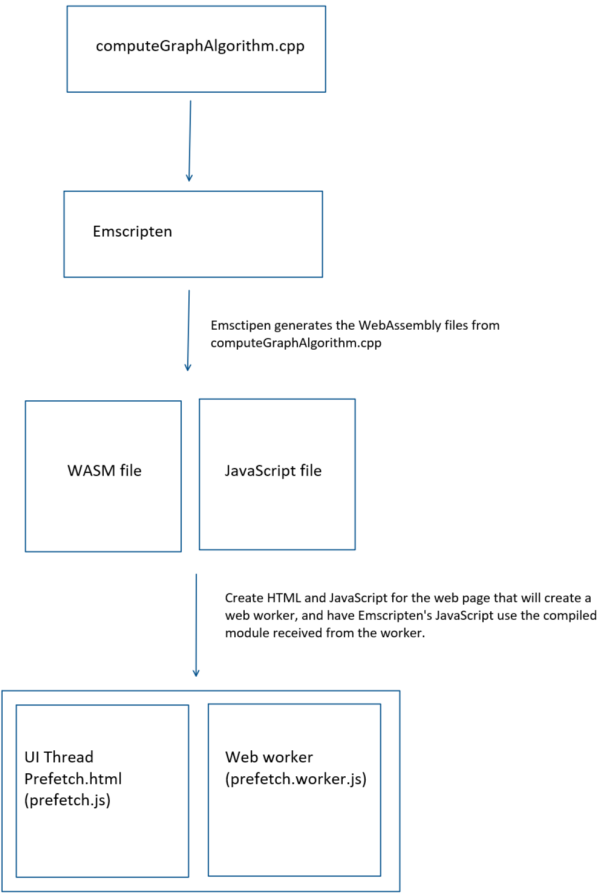 computeGraphAlgorithm.cpp
Emscripten
Emsctipen generates the WebAssembly files from
computeGraphAlgorithm.cpp
WASM file
JavaScript file
Create HTML and JavaScript for the web page that will create a
web worker, and have Emscripten's JavaScript use the compiled
module received from the worker.
UI Thread
Prefetch.html
(prefetch.js)
Web worker
(prefetch.worker.js)